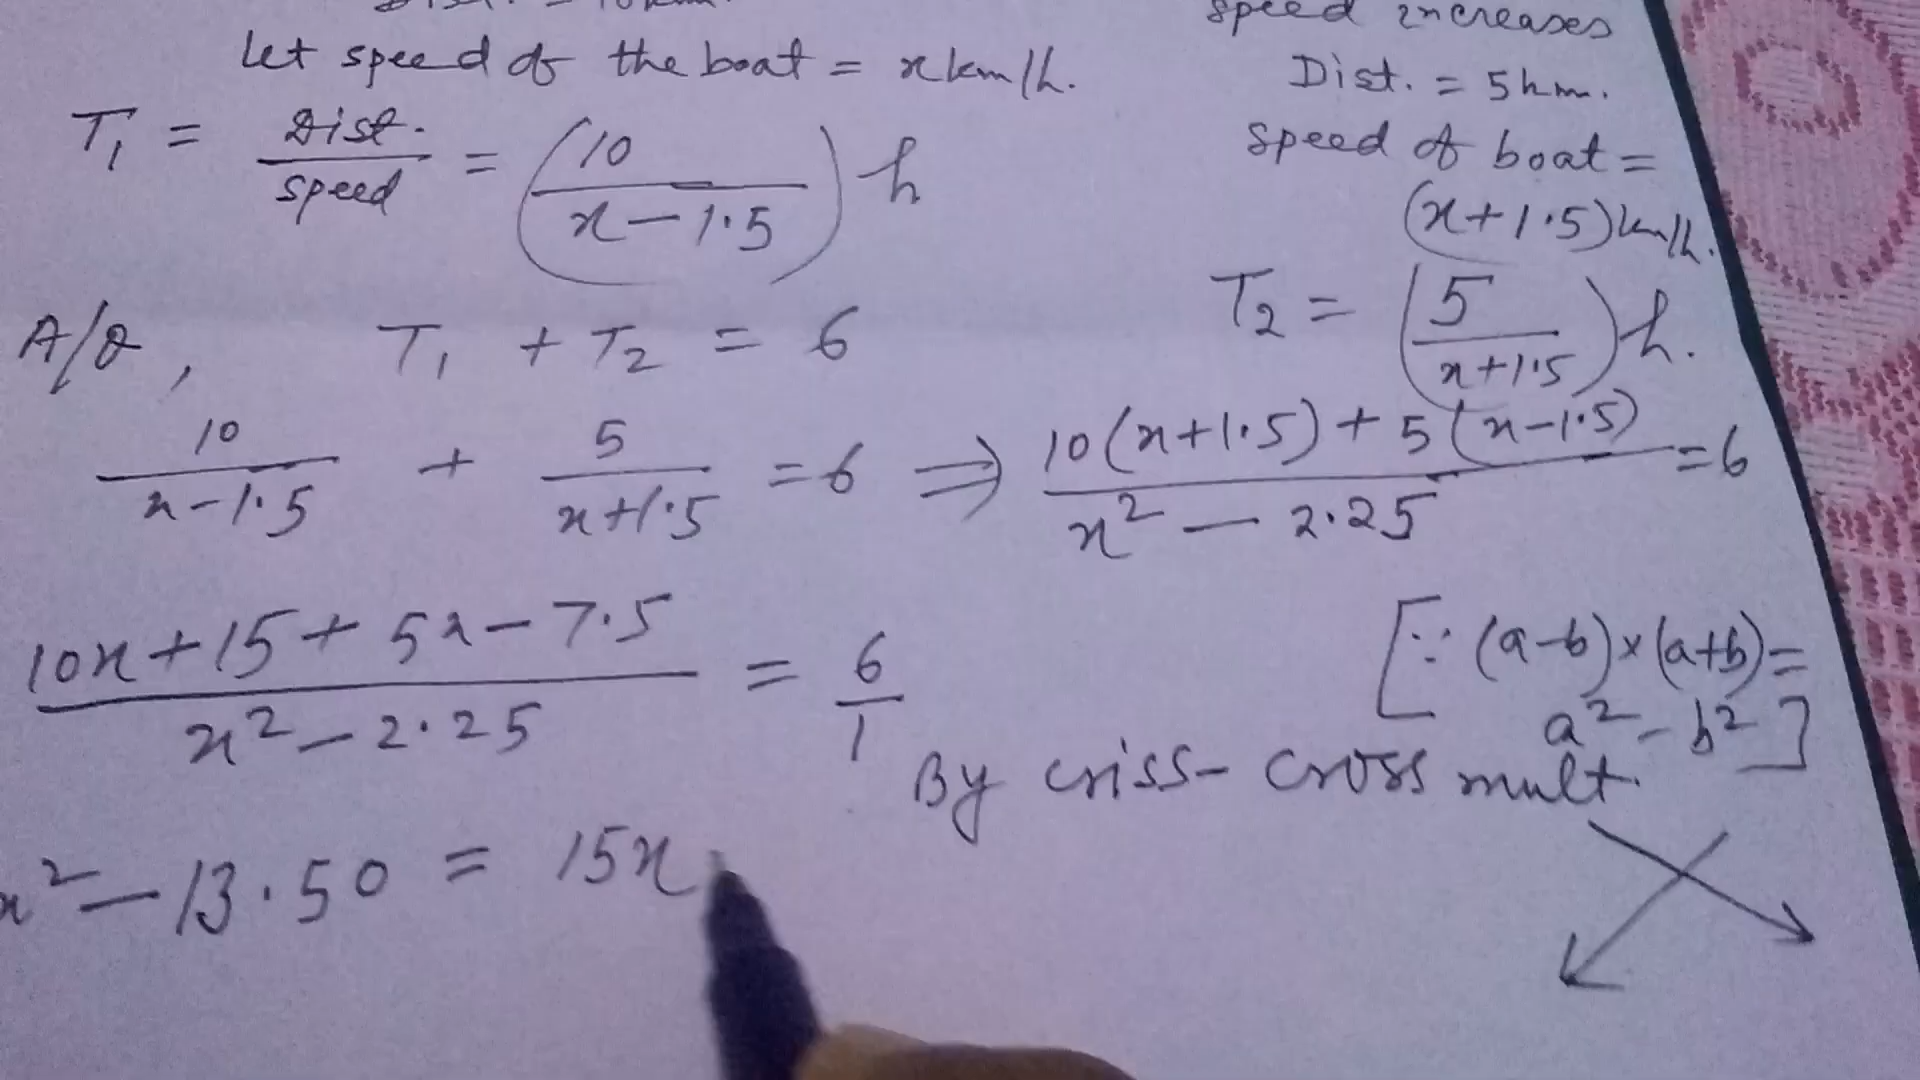 speed increases
Let speed of the boat = x km/h.
Dist. = 5 km.
T₁ = Dist. / speed = (10 / x - 1.5) h
speed of boat =
(x+1.5) km/h.
T₂ = (5 / x+1.5) h.
A/Q, T₁ + T₂ = 6
10 / x-1.5 + 5 / x+1.5 = 6 ⇒ 10(x+1.5) + 5(x-1.5) / x² - 2.25 = 6
10x + 15 + 5x - 7.5 / x² - 2.25 = 6 / 1
[∵ (a-b)×(a+b) =
a² - b²]
By criss-cross mult.
x² - 13.50 = 15x